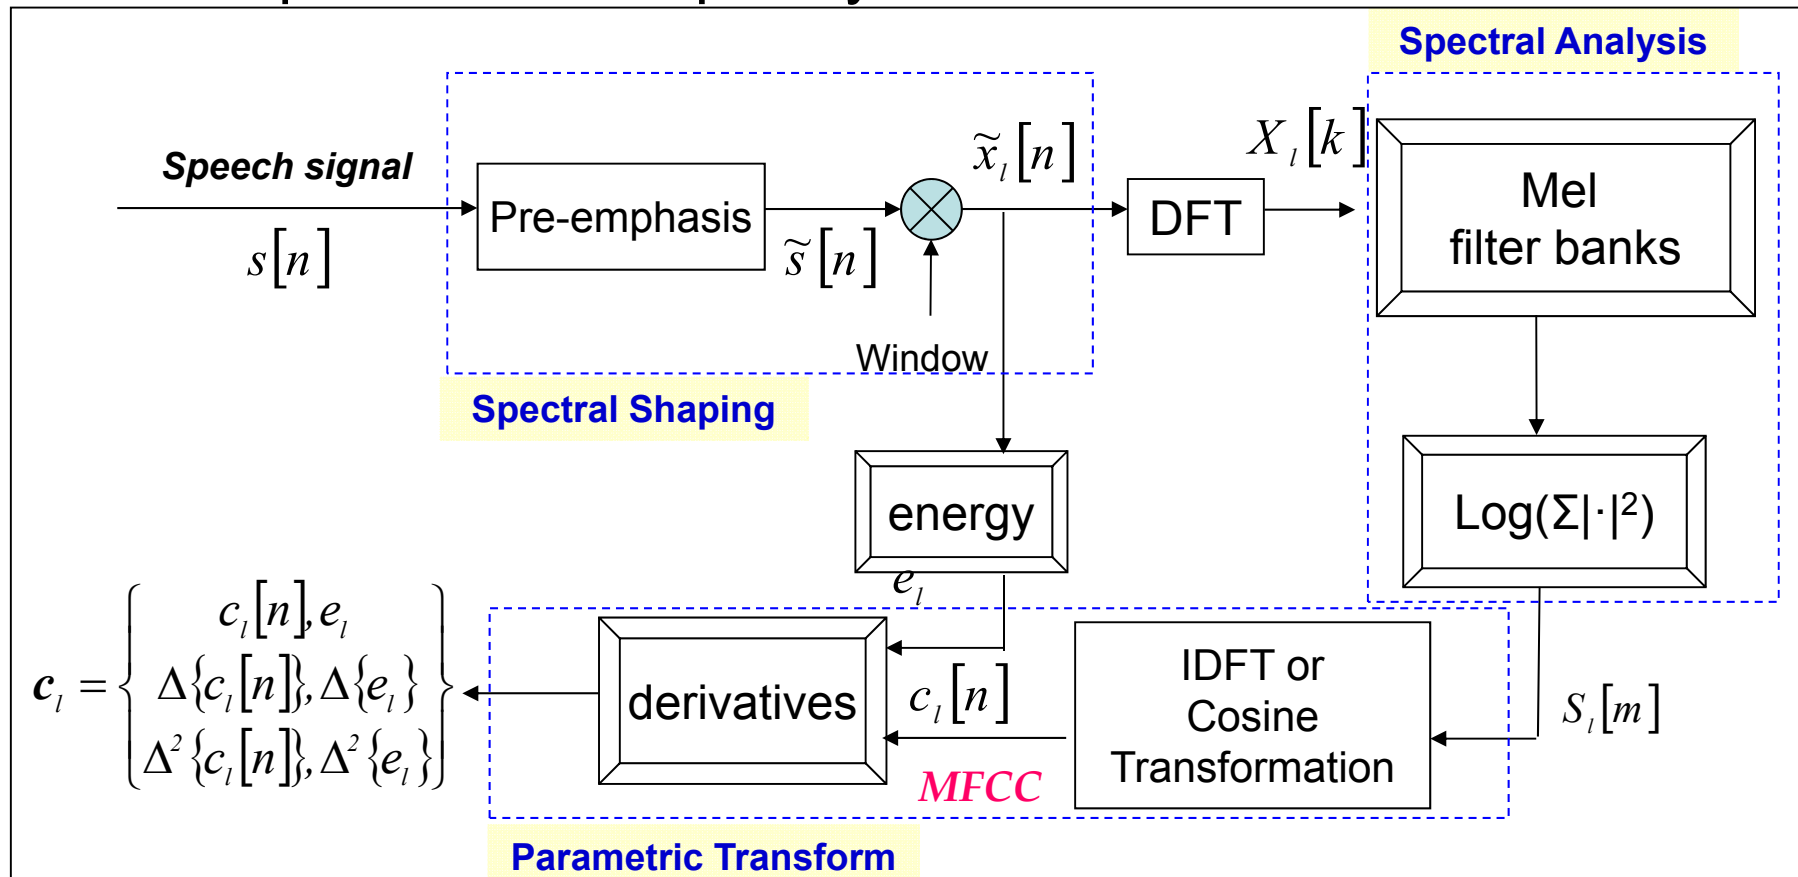 Spectral Analysis
Speech signal
s[n]
Pre-emphasis
s̃[n]
x̃_l[n]
Window
DFT
X_l[k]
Mel
filter banks
Spectral Shaping
energy
e_l
Log(Σ|·|²)
S_l[m]
IDFT or
Cosine
Transformation
c_l[n]
MFCC
derivatives
c_l = { c_l[n], e_l
Δ{c_l[n]}, Δ{e_l}
Δ²{c_l[n]}, Δ²{e_l} }
Parametric Transform